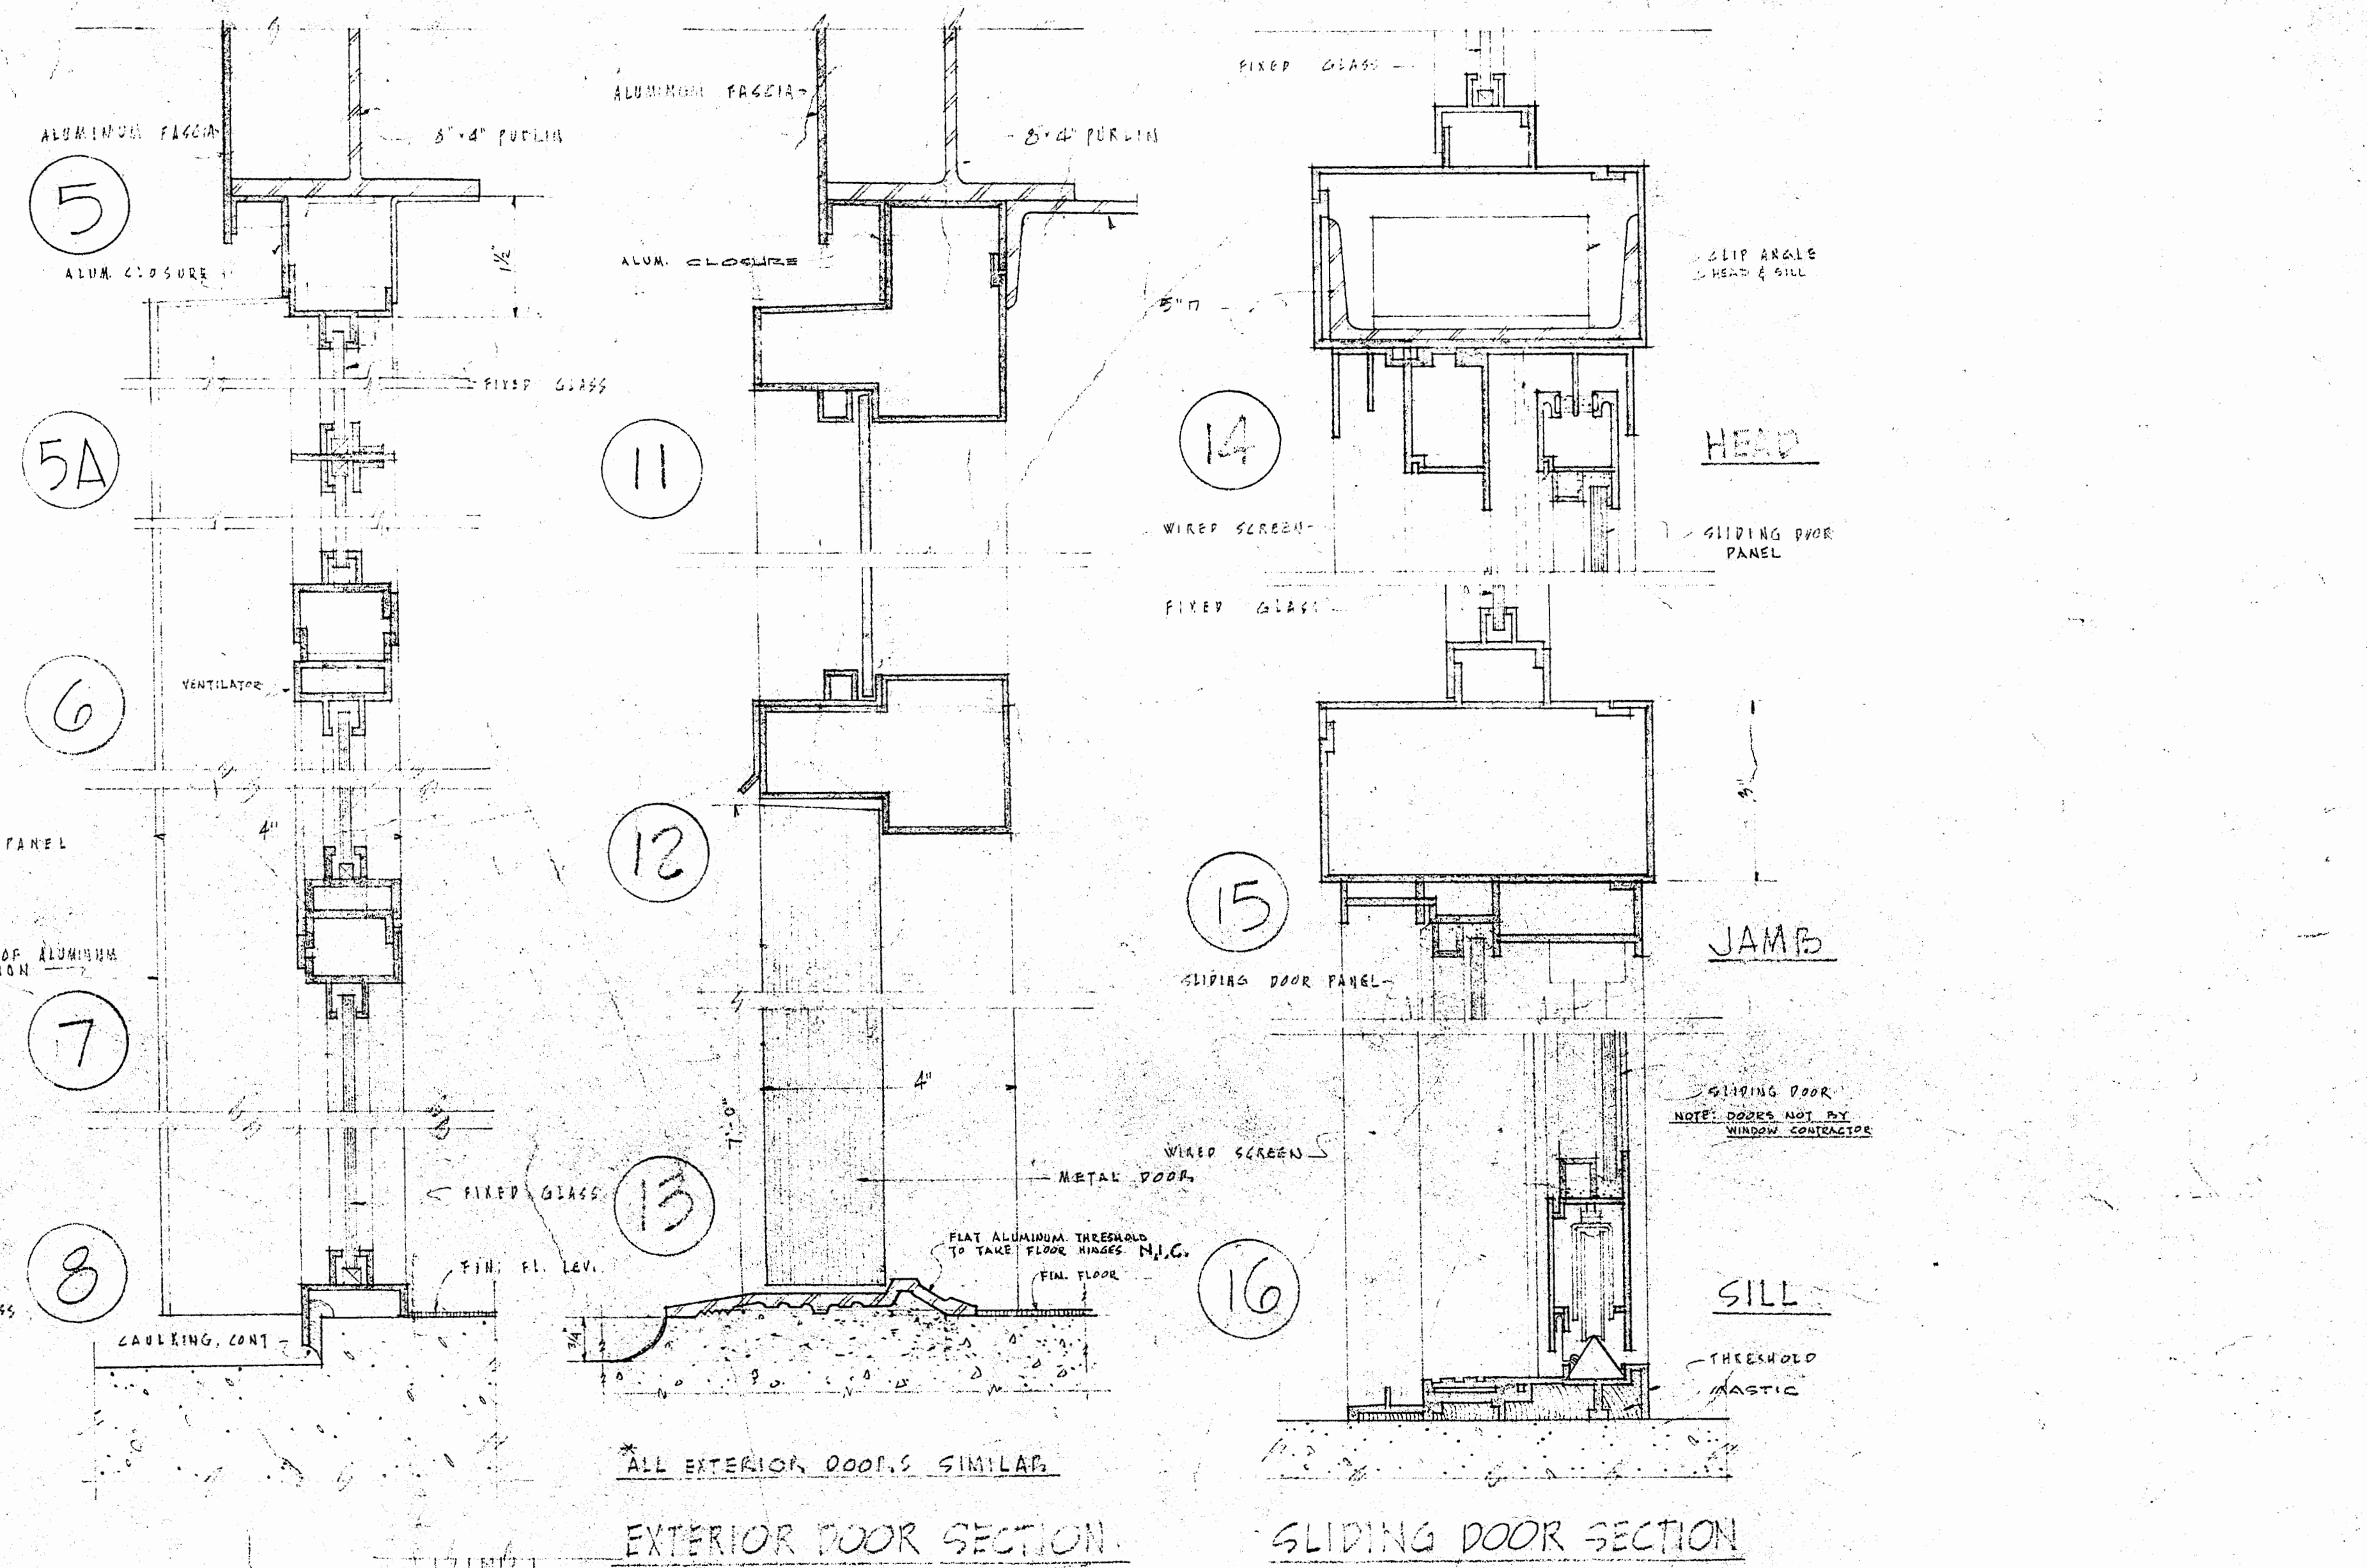 ALUMINUM FASCIA
8"x4" PURLIN
5
ALUM. CLOSURE
1½"
FIXED GLASS
5A
6
VENTILATOR
4"
PANEL
OF ALUMINUM
7
FIXED GLASS
8
FIN. FL. LEV.
CAULKING, CONT
ALUMINUM FASCIA
8"x4" PURLIN
ALUM. CLOSURE
11
12
4"
7'-0"
13
METAL DOOR
FLAT ALUMINUM THRESHOLD
TO TAKE FLOOR HINGES N.I.C.
FIN. FLOOR
3/4"
*ALL EXTERIOR DOORS SIMILAR
EXTERIOR DOOR SECTION
FIXED GLASS
CLIP ANGLE
HEAD & SILL
5"
14
HEAD
WIRED SCREEN
SLIDING DOOR
PANEL
FIXED GLASS
3"
15
JAMB
SLIDING DOOR PANEL
SLIDING DOOR
NOTE: DOORS NOT BY
WINDOW CONTRACTOR
WIRED SCREEN
16
SILL
THRESHOLD
MASTIC
SLIDING DOOR SECTION